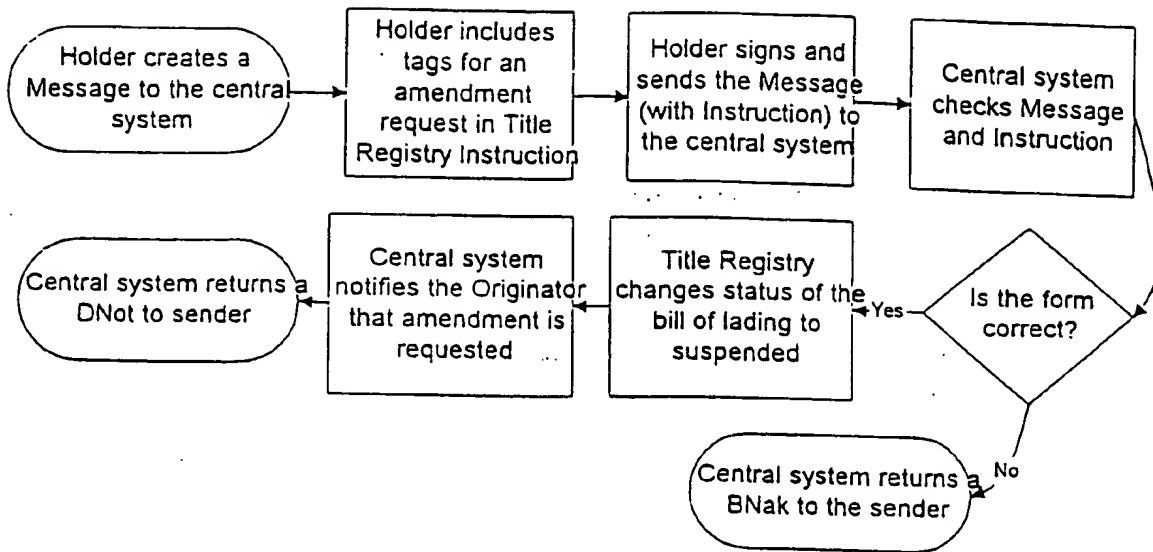 Holder creates a
Message to the central
system
Holder includes
tags for an
amendment
request in Title
Registry Instruction
Holder signs and
sends the Message
(with Instruction) to
the central system
Central system
checks Message
and Instruction
Is the form
correct?
Yes
Title Registry
changes status of the
bill of lading to
suspended
Central system
notifies the Originator
that amendment is
requested
Central system returns a
DNot to sender
No
Central system returns a
BNak to the sender